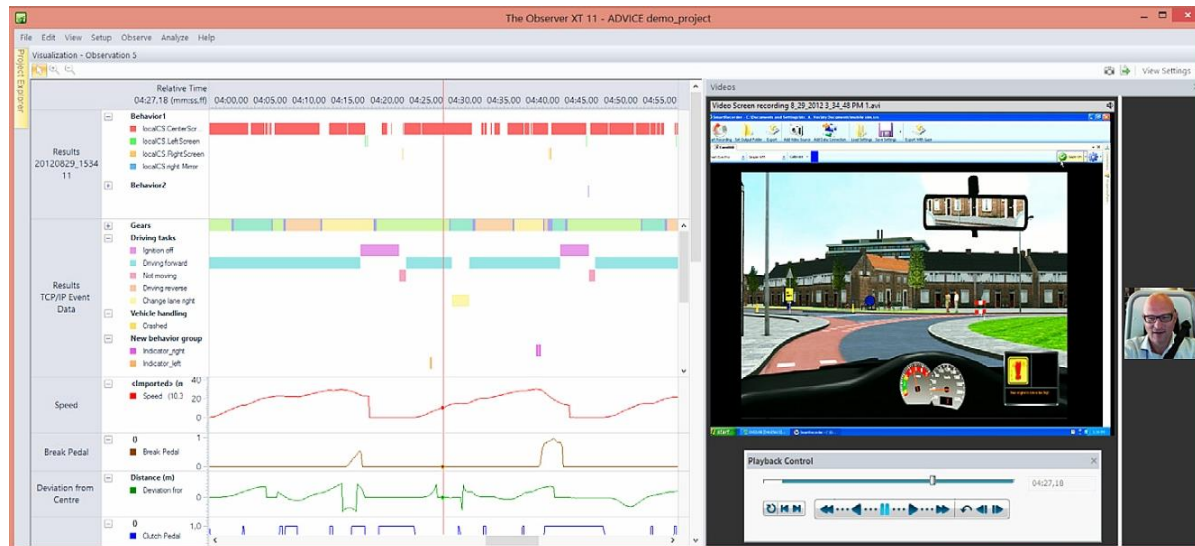 The Observer XT 11 - ADVICE demo_project
File Edit View Setup Observe Analyze Help
Project Explorer
Visualization - Observation 5
View Settings
Relative Time
04:27,18 (mm:ss,ff)
04:00,00 04:05,00 04:10,00 04:15,00 04:20,00 04:25,00 04:30,00 04:35,00 04:40,00 04:45,00 04:50,00 04:55,00
Results
20120829_1534
11
Behavior1
localCS.CenterScr
localCS.LeftScreen
localCS.RightScreen
localCS.right Mirror
Behavior2
Results
TCP/IP Event
Data
Gears
Driving tasks
Ignition off
Driving forward
Not moving
Driving reverse
Change lane right
Vehicle handling
Crashed
New behavior group
Indicator_right
Indicator_left
Speed
<Imported> (n
Speed (10.3
40
20
0
Break Pedal
()
Break Pedal
1
0
Deviation from
Centre
Distance (m)
Deviation fror
0
()
Clutch Pedal
1,0
Videos
Video Screen recording 8_29_2012 3_34_48 PM 1.avi
Playback Control
04:27,18